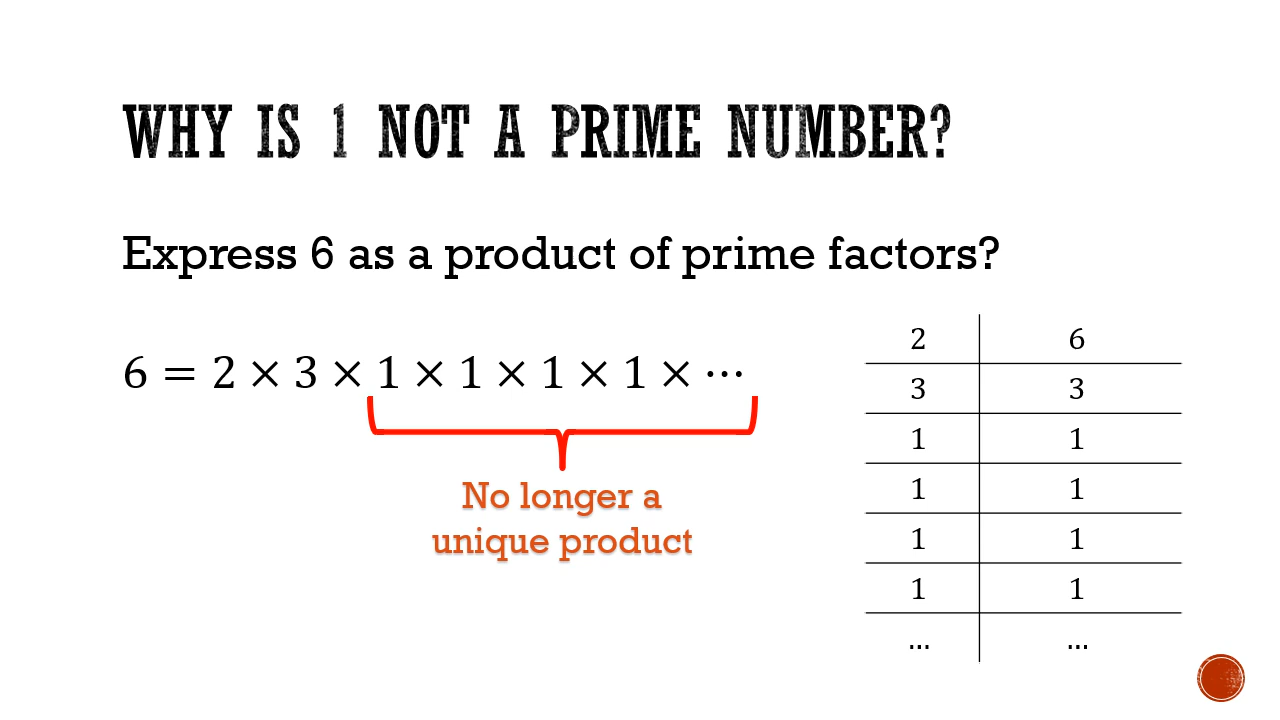 WHY IS 1 NOT A PRIME NUMBER?
Express 6 as a product of prime factors?
6 = 2 × 3 × 1 × 1 × 1 × 1 × ⋯
No longer a
unique product
2 6
3 3
1 1
1 1
1 1
1 1
... ...